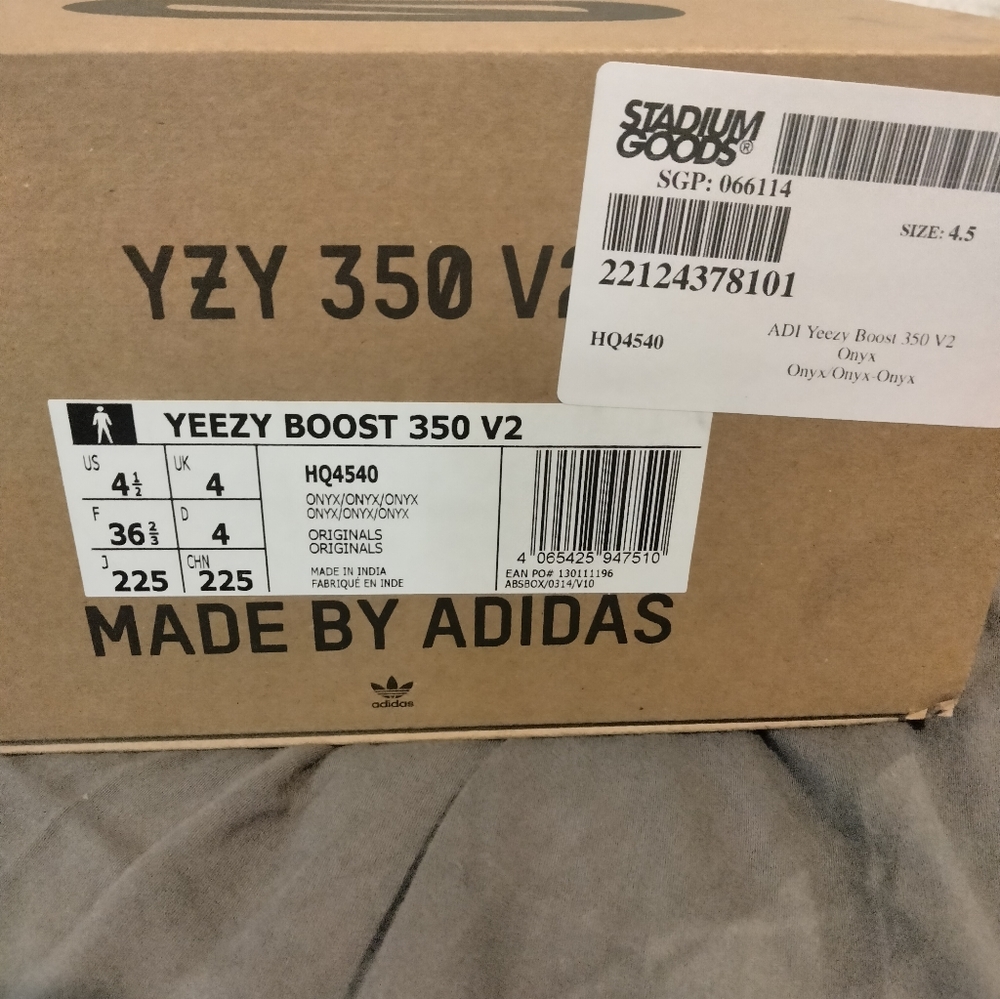 STADIUM
GOODS®
SGP: 066114
SIZE: 4.5
22124378101
HQ4540
ADI Yeezy Boost 350 V2
Onyx
Onyx/Onyx-Onyx
YZY 350 V2
YEEZY BOOST 350 V2
US 4½ UK 4
F 36⅔ D 4
J 225 CHN 225
HQ4540
ONYX/ONYX/ONYX
ONYX/ONYX/ONYX
ORIGINALS
ORIGINALS
MADE IN INDIA
FABRIQUÉ EN INDE
4 065425 947510
EAN PO# 130111196
ABSBOX/0314/V10
MADE BY ADIDAS
adidas